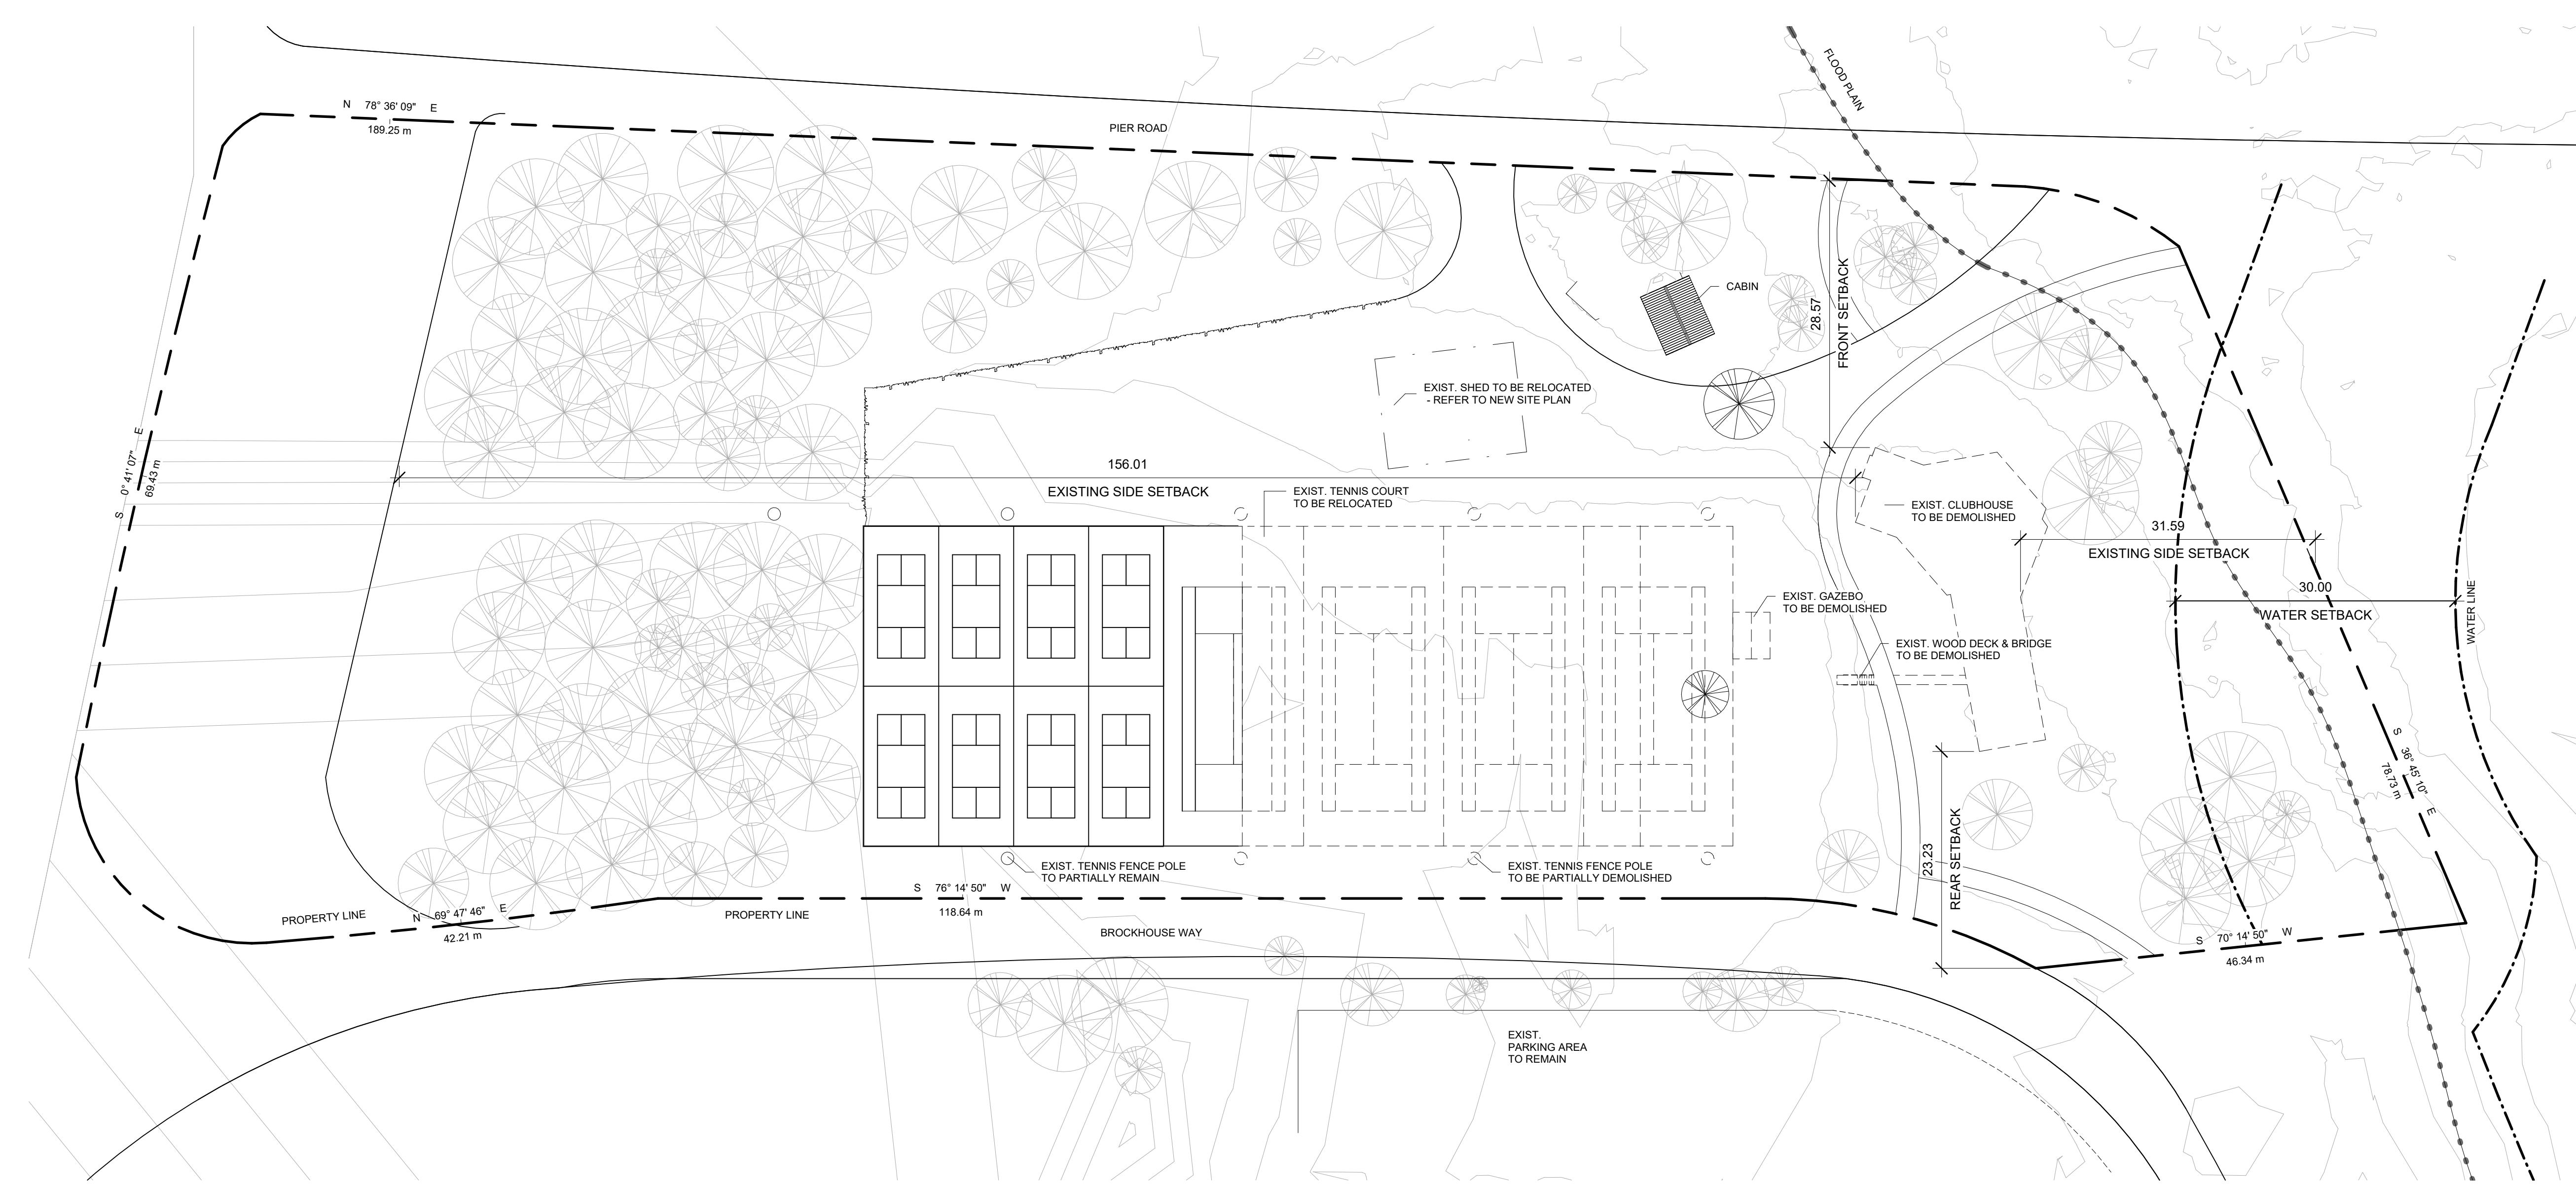 FLOOD PLAIN
N 78° 36' 09" E
189.25 m
PIER ROAD
CABIN
28.57
FRONT SETBACK
EXIST. SHED TO BE RELOCATED
- REFER TO NEW SITE PLAN
S 0° 41' 07" E
69.43 m
156.01
EXISTING SIDE SETBACK
EXIST. TENNIS COURT
TO BE RELOCATED
EXIST. CLUBHOUSE
TO BE DEMOLISHED
31.59
EXISTING SIDE SETBACK
30.00
WATER SETBACK
WATER LINE
EXIST. GAZEBO
TO BE DEMOLISHED
EXIST. WOOD DECK & BRIDGE
TO BE DEMOLISHED
S 36° 45' 10" E
78.73 m
23.23
REAR SETBACK
EXIST. TENNIS FENCE POLE
TO PARTIALLY REMAIN
EXIST. TENNIS FENCE POLE
TO BE PARTIALLY DEMOLISHED
S 76° 14' 50" W
118.64 m
PROPERTY LINE
N 69° 47' 46" E
42.21 m
PROPERTY LINE
BROCKHOUSE WAY
S 70° 14' 50" W
46.34 m
EXIST.
PARKING AREA
TO REMAIN